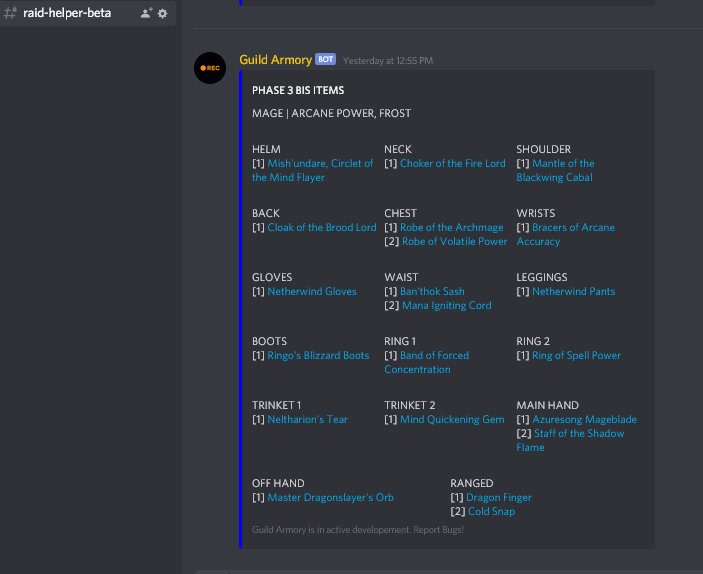 raid-helper-beta
REC
Guild Armory BOT Yesterday at 12:55 PM
PHASE 3 BIS ITEMS
MAGE | ARCANE POWER, FROST
HELM
[1] Mish'undare, Circlet of
the Mind Flayer
NECK
[1] Choker of the Fire Lord
SHOULDER
[1] Mantle of the
Blackwing Cabal
BACK
[1] Cloak of the Brood Lord
CHEST
[1] Robe of the Archmage
[2] Robe of Volatile Power
WRISTS
[1] Bracers of Arcane
Accuracy
GLOVES
[1] Netherwind Gloves
WAIST
[1] Ban'thok Sash
[2] Mana Igniting Cord
LEGGINGS
[1] Netherwind Pants
BOOTS
[1] Ringo's Blizzard Boots
RING 1
[1] Band of Forced
Concentration
RING 2
[1] Ring of Spell Power
TRINKET 1
[1] Neltharion's Tear
TRINKET 2
[1] Mind Quickening Gem
MAIN HAND
[1] Azuresong Mageblade
[2] Staff of the Shadow
Flame
OFF HAND
[1] Master Dragonslayer's Orb
RANGED
[1] Dragon Finger
[2] Cold Snap
Guild Armory is in active developement. Report Bugs!